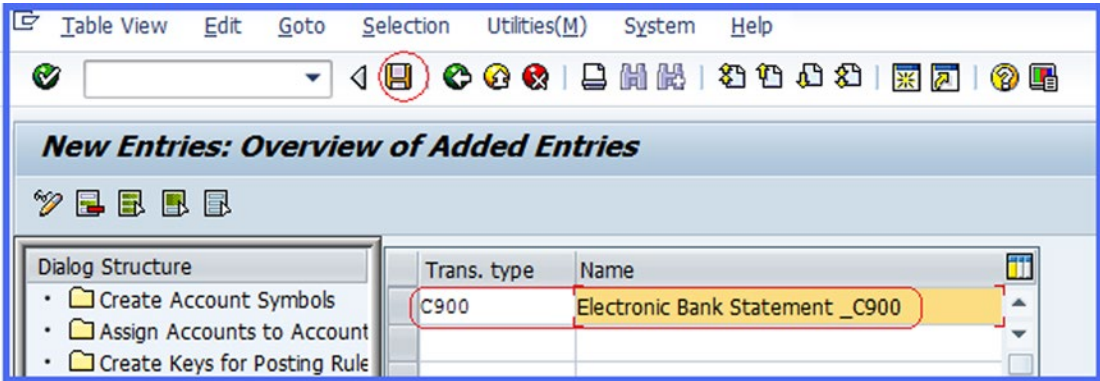 Table View Edit Goto Selection Utilities(M) System Help
New Entries: Overview of Added Entries
Dialog Structure
Create Account Symbols
Assign Accounts to Account
Create Keys for Posting Rule
Trans. type Name
C900 Electronic Bank Statement _C900